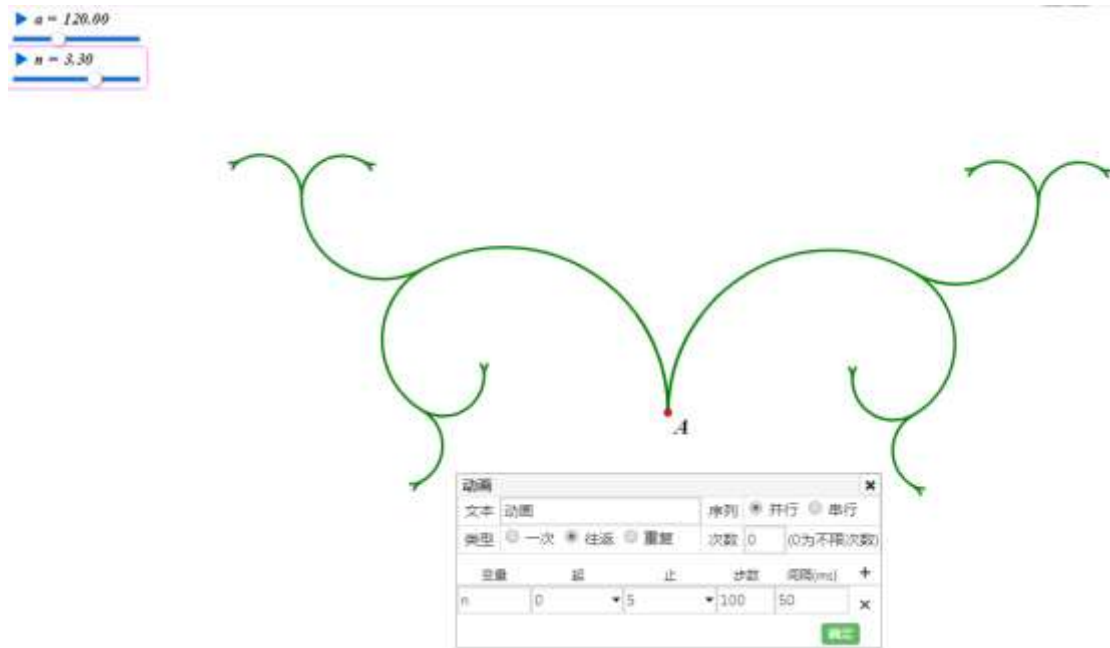 a = 120.00
n = 3.30
A
动画
文本 动画 序列 并行 串行
类型 一次 往返 重复 次数 0 (0为不限次数)
变量 起 止 步数 间隔(ms) +
n 0 5 100 50 ×
确定